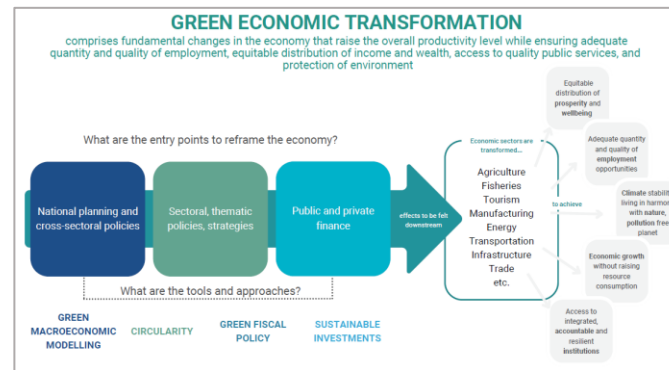 GREEN ECONOMIC TRANSFORMATION
comprises fundamental changes in the economy that raise the overall productivity level while ensuring adequate
quantity and quality of employment, equitable distribution of income and wealth, access to quality public services, and
protection of environment
What are the entry points to reframe the economy?
National planning and
cross-sectoral policies
Sectoral, thematic
policies, strategies
Public and private
finance
effects to be felt
downstream
Economic sectors are
transformed...
Agriculture
Fisheries
Tourism
Manufacturing
Energy
Transportation
Infrastructure
Trade
etc.
to achieve
Equitable
distribution of
prosperity and
wellbeing
Adequate quantity
and quality of
employment
opportunities
Climate stability,
living in harmony
with nature,
pollution free
planet
Economic growth
without raising
resource
consumption
Access to
integrated,
accountable and
resilient
institutions
What are the tools and approaches?
GREEN
MACROECONOMIC
MODELLING
CIRCULARITY
GREEN FISCAL
POLICY
SUSTAINABLE
INVESTMENTS